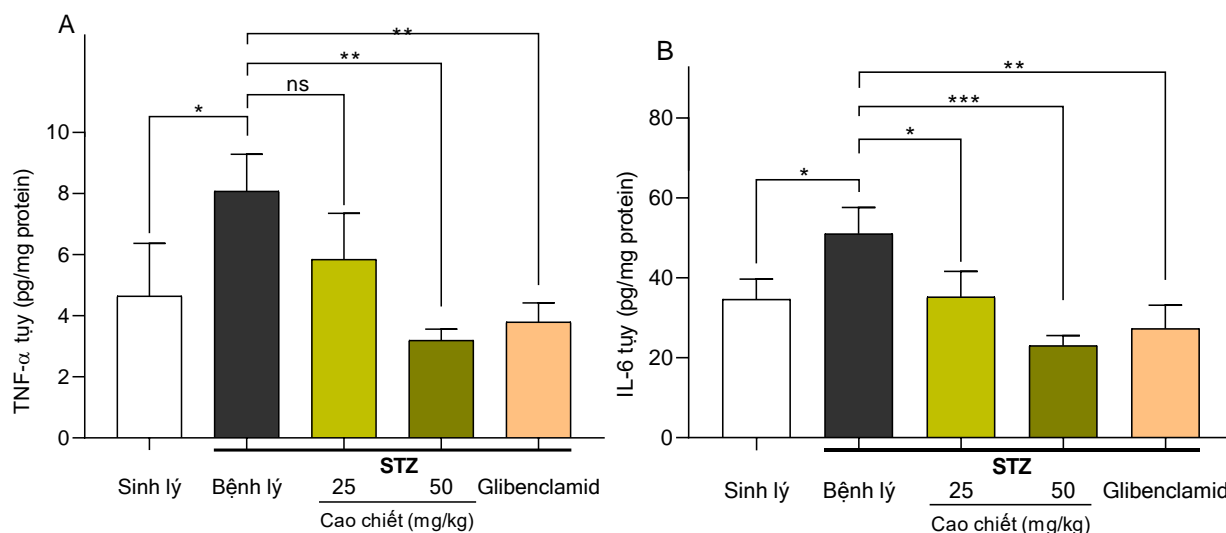 A
TNF-α tụy (pg/mg protein)
10
8
6
4
2
0
*
ns
**
**
STZ
Sinh lý Bệnh lý 25 50 Glibenclamid
Cao chiết (mg/kg)
B
IL-6 tụy (pg/mg protein)
80
60
40
20
0
*
*
***
**
STZ
Sinh lý Bệnh lý 25 50 Glibenclamid
Cao chiết (mg/kg)